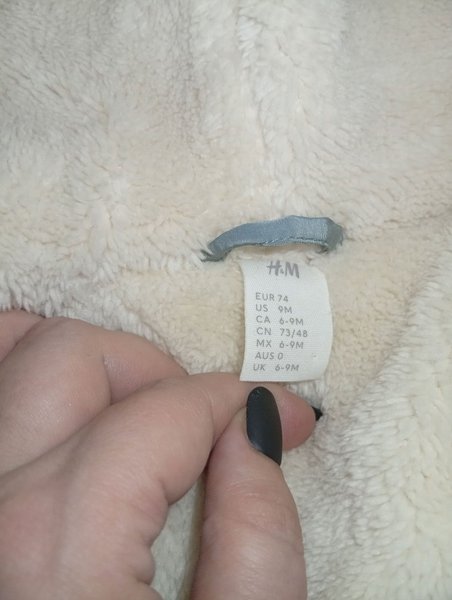 H&M
EUR 74
US 9M
CA 6-9M
CN 73/48
MX 6-9M
AUS 0
UK 6-9M